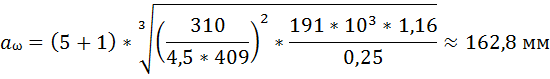 a_ω = (5 + 1) * ∛((310 / (4,5 * 409))² * (191 * 10³ * 1,16) / 0,25) ≈ 162,8 мм